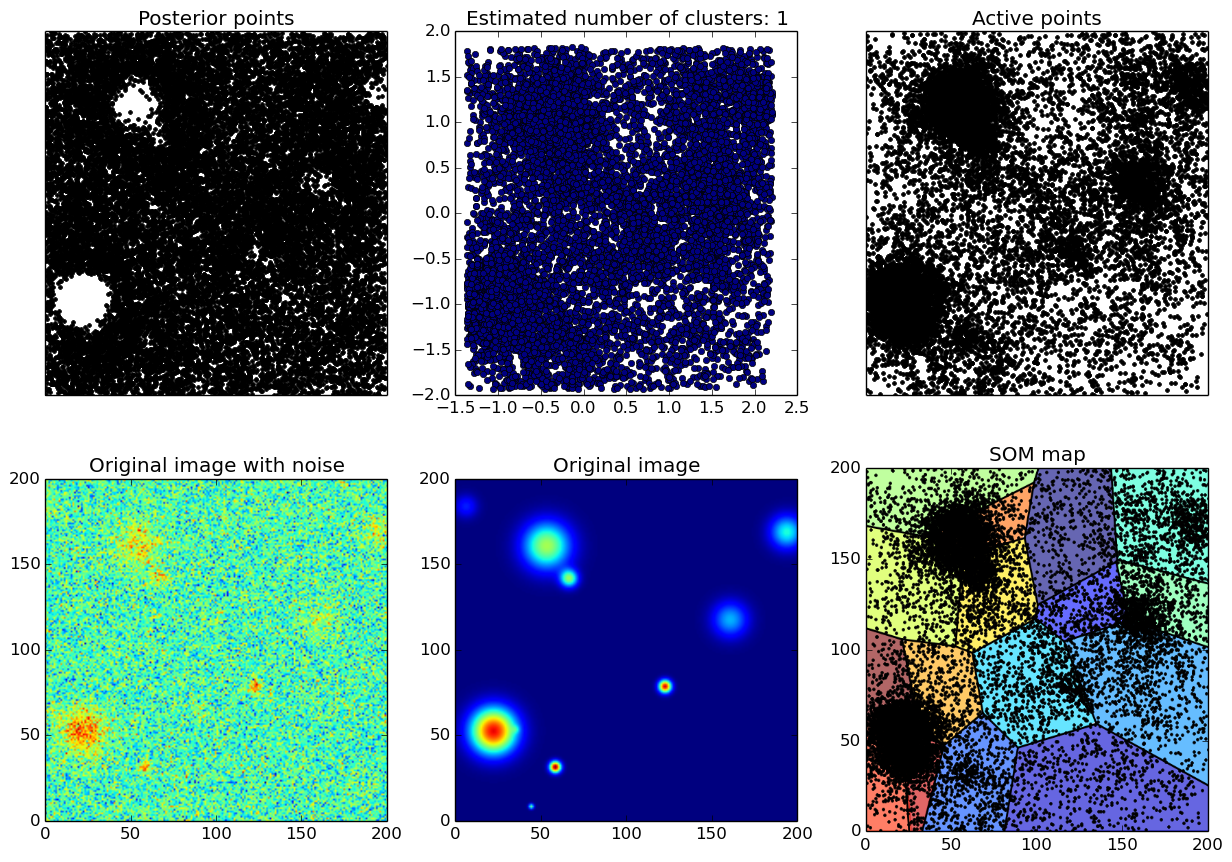 Posterior points
Estimated number of clusters: 1
Active points
2.0
1.5
1.0
0.5
0.0
−0.5
−1.0
−1.5
−2.0
−1.5 −1.0 −0.5 0.0 0.5 1.0 1.5 2.0 2.5
Original image with noise
Original image
SOM map
200
150
100
50
0
0 50 100 150 200
200
150
100
50
0
0 50 100 150 200
200
150
100
50
0
0 50 100 150 200